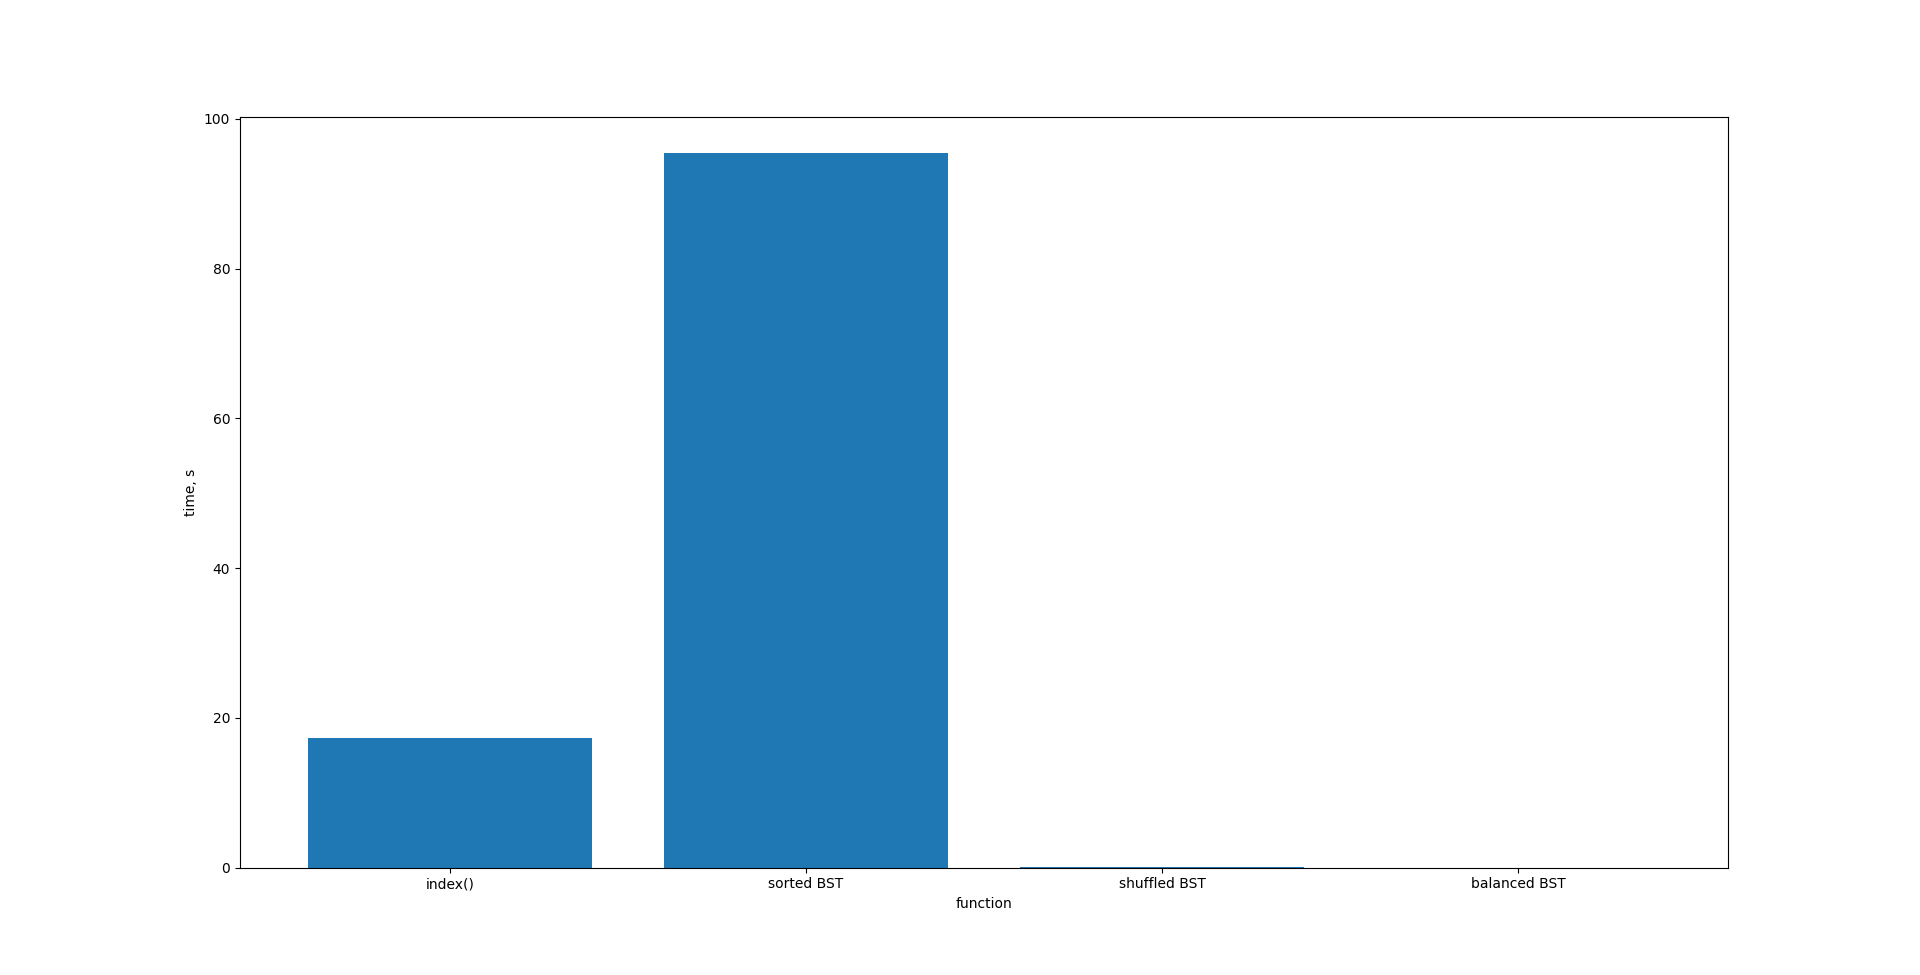 100
80
60
40
20
0
time, s
index()
sorted BST
shuffled BST
balanced BST
function